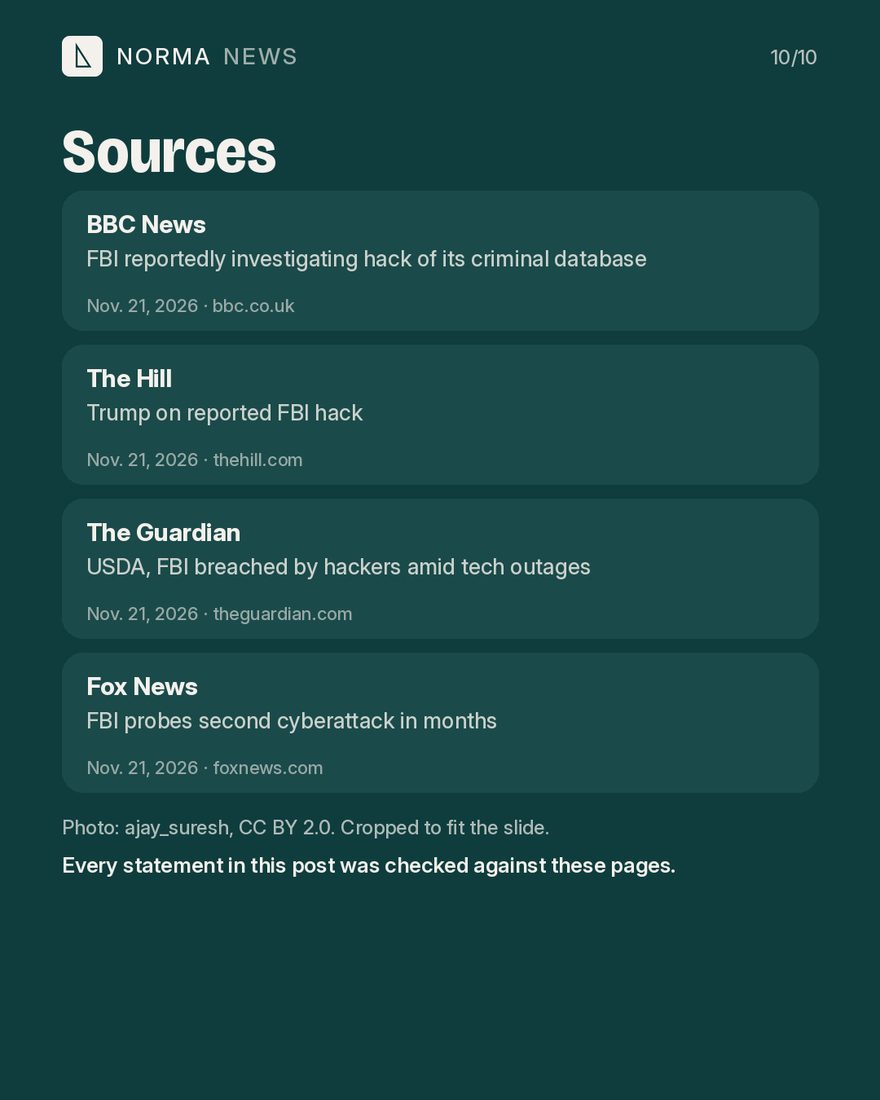 NORMA NEWS
10/10
Sources
BBC News
FBI reportedly investigating hack of its criminal database
Nov. 21, 2026 · bbc.co.uk
The Hill
Trump on reported FBI hack
Nov. 21, 2026 · thehill.com
The Guardian
USDA, FBI breached by hackers amid tech outages
Nov. 21, 2026 · theguardian.com
Fox News
FBI probes second cyberattack in months
Nov. 21, 2026 · foxnews.com
Photo: ajay_suresh, CC BY 2.0. Cropped to fit the slide.
Every statement in this post was checked against these pages.